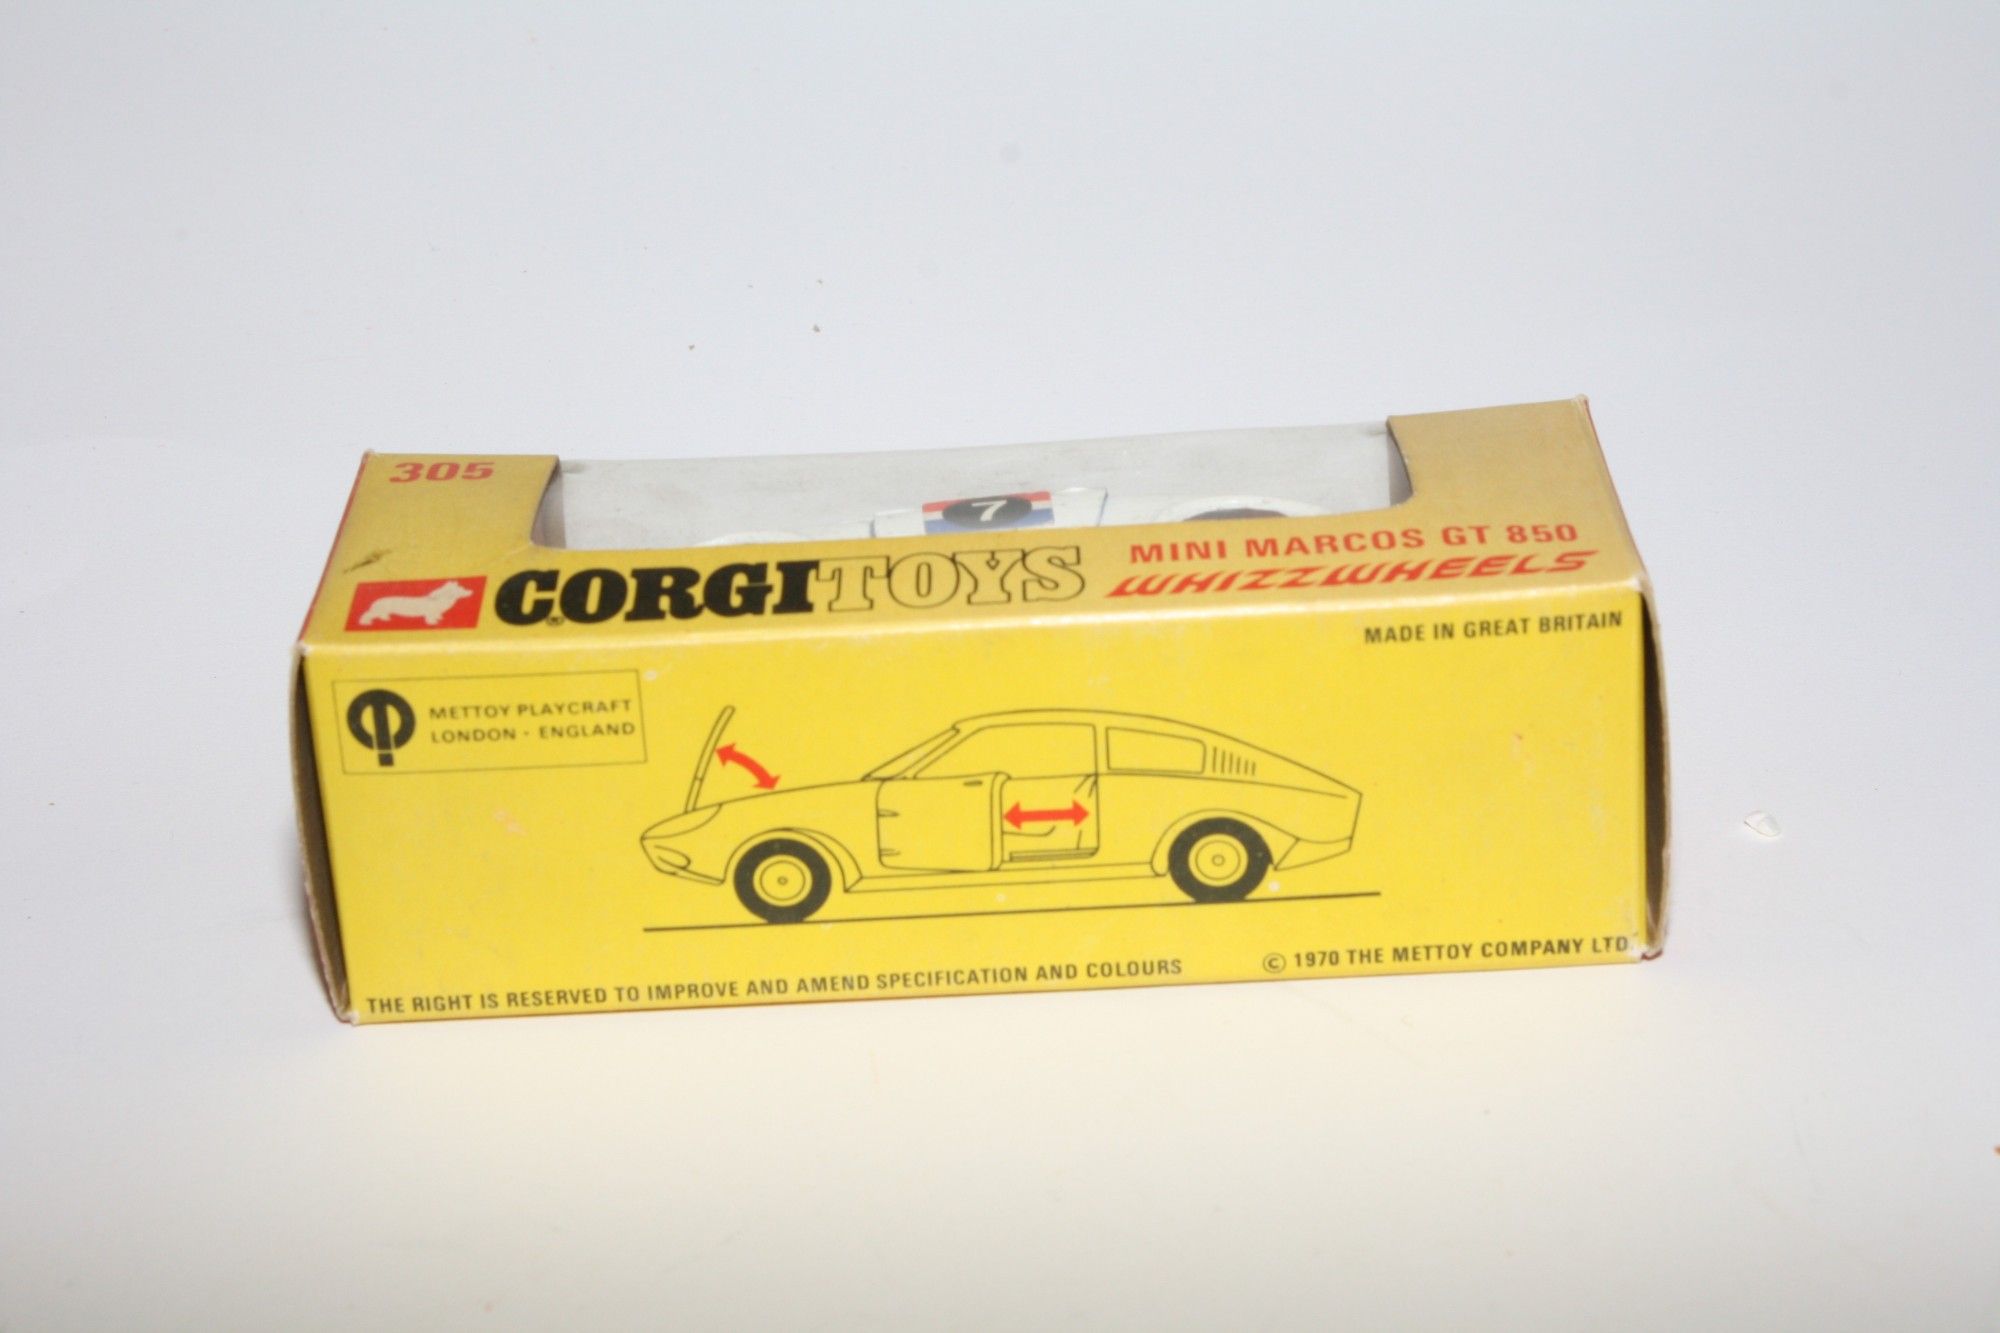 305
7
CORGI TOYS
®
MINI MARCOS GT 850
WHIZZWHEELS
MADE IN GREAT BRITAIN
METTOY PLAYCRAFT
LONDON · ENGLAND
THE RIGHT IS RESERVED TO IMPROVE AND AMEND SPECIFICATION AND COLOURS
© 1970 THE METTOY COMPANY LTD.